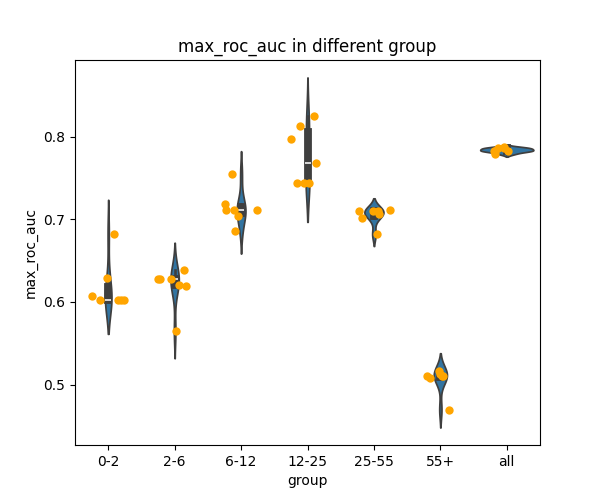 max_roc_auc in different group
max_roc_auc
0.8
0.7
0.6
0.5
0-2 2-6 6-12 12-25 25-55 55+ all
group